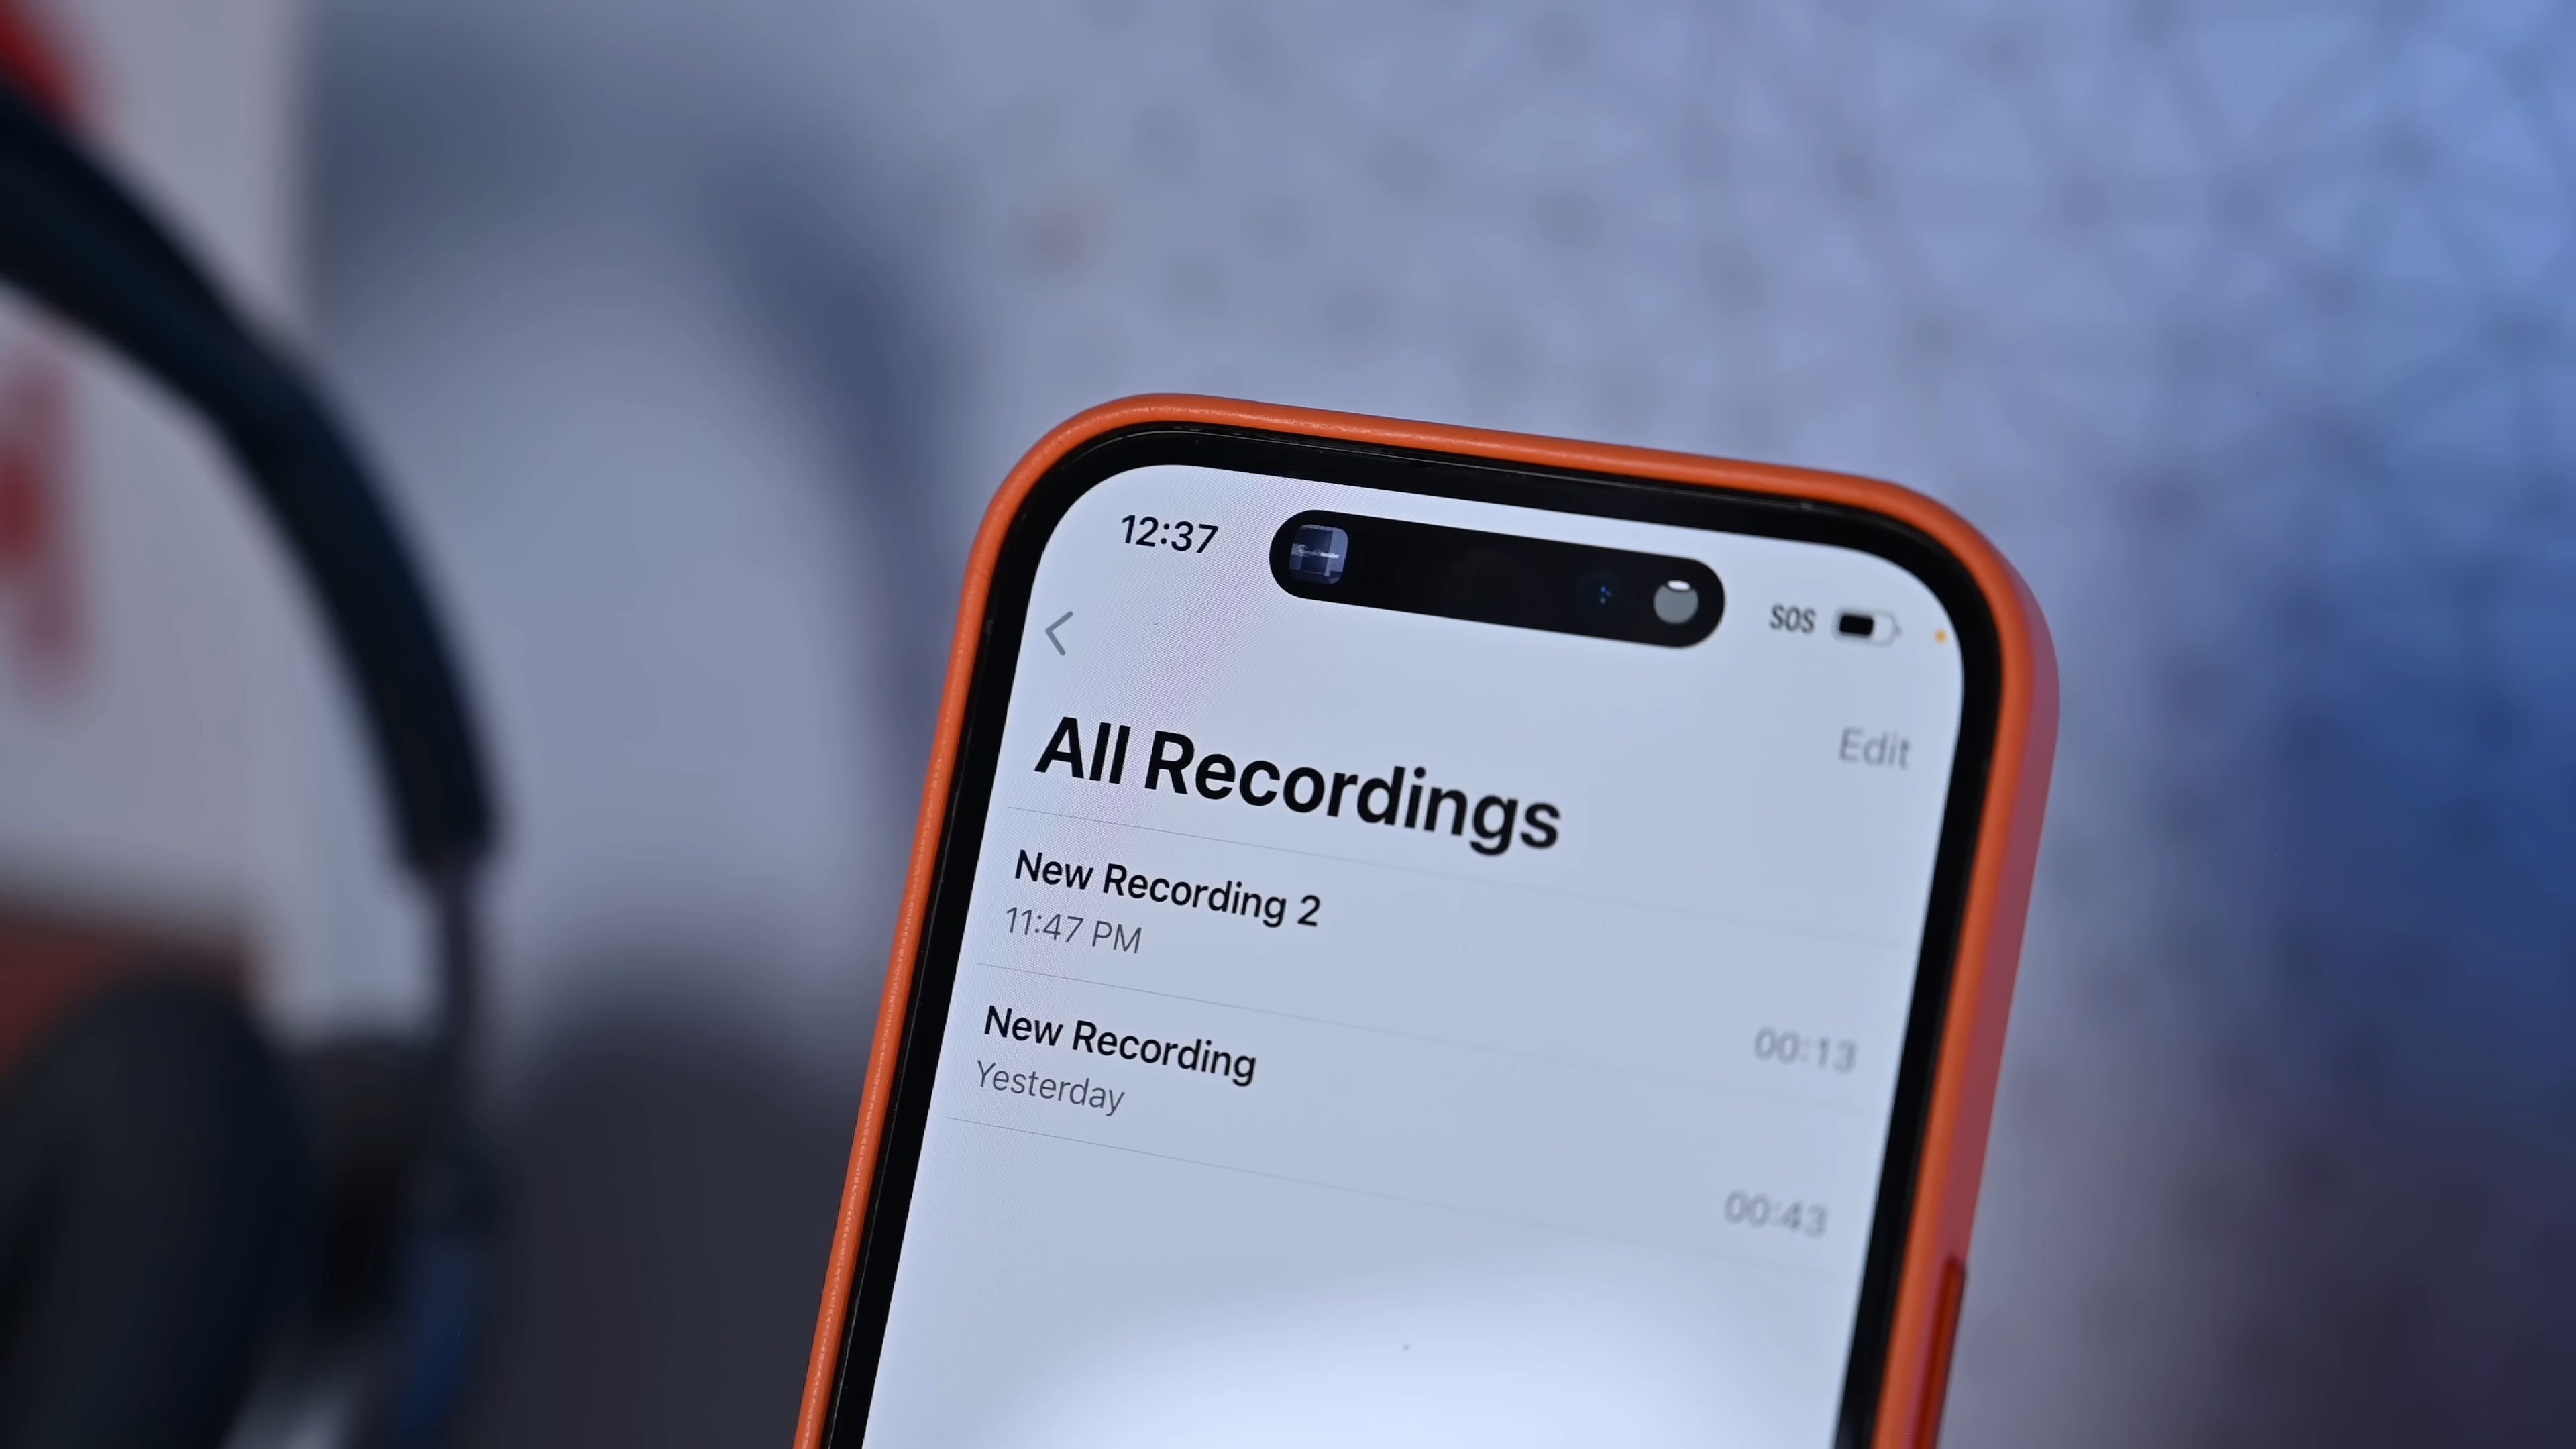 12:37
SOS
Edit
All Recordings
New Recording 2
11:47 PM
00:13
New Recording
Yesterday
00:43